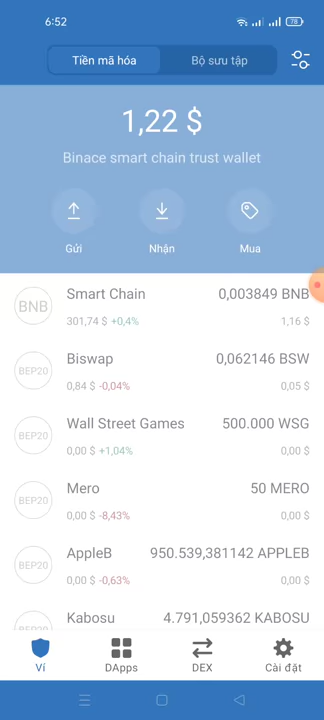 6:52
78
Tiền mã hóa
Bộ sưu tập
1,22 $
Binace smart chain trust wallet
Gửi
Nhận
Mua
BNB
Smart Chain
0,003849 BNB
301,74 $ +0,4%
1,16 $
BEP20
Biswap
0,062146 BSW
0,84 $ -0,04%
0,05 $
BEP20
Wall Street Games
500.000 WSG
0,00 $ +1,04%
0,00 $
BEP20
Mero
50 MERO
0,00 $ -8,43%
0,00 $
BEP20
AppleB
950.539,381142 APPLEB
0,00 $ -0,63%
0,00 $
BEP20
Kabosu
4.791,059362 KABOSU
Ví
DApps
DEX
Cài đặt